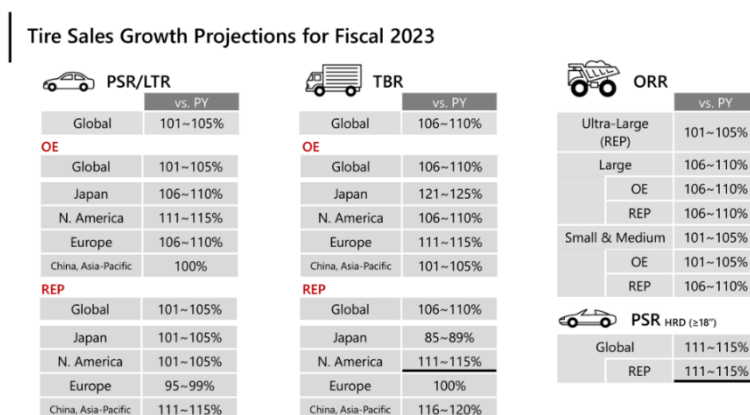 Tire Sales Growth Projections for Fiscal 2023
PSR/LTR
vs. PY
Global 101~105%
OE
Global 101~105%
Japan 106~110%
N. America 111~115%
Europe 106~110%
China, Asia-Pacific 100%
REP
Global 101~105%
Japan 101~105%
N. America 101~105%
Europe 95~99%
China, Asia-Pacific 111~115%
TBR
vs. PY
Global 106~110%
OE
Global 106~110%
Japan 121~125%
N. America 106~110%
Europe 111~115%
China, Asia-Pacific 101~105%
REP
Global 106~110%
Japan 85~89%
N. America 111~115%
Europe 100%
China, Asia-Pacific 116~120%
ORR
vs. PY
Ultra-Large
(REP) 101~105%
Large 106~110%
OE 106~110%
REP 106~110%
Small & Medium 101~105%
OE 101~105%
REP 106~110%
PSR HRD (≥18")
Global 111~115%
REP 111~115%